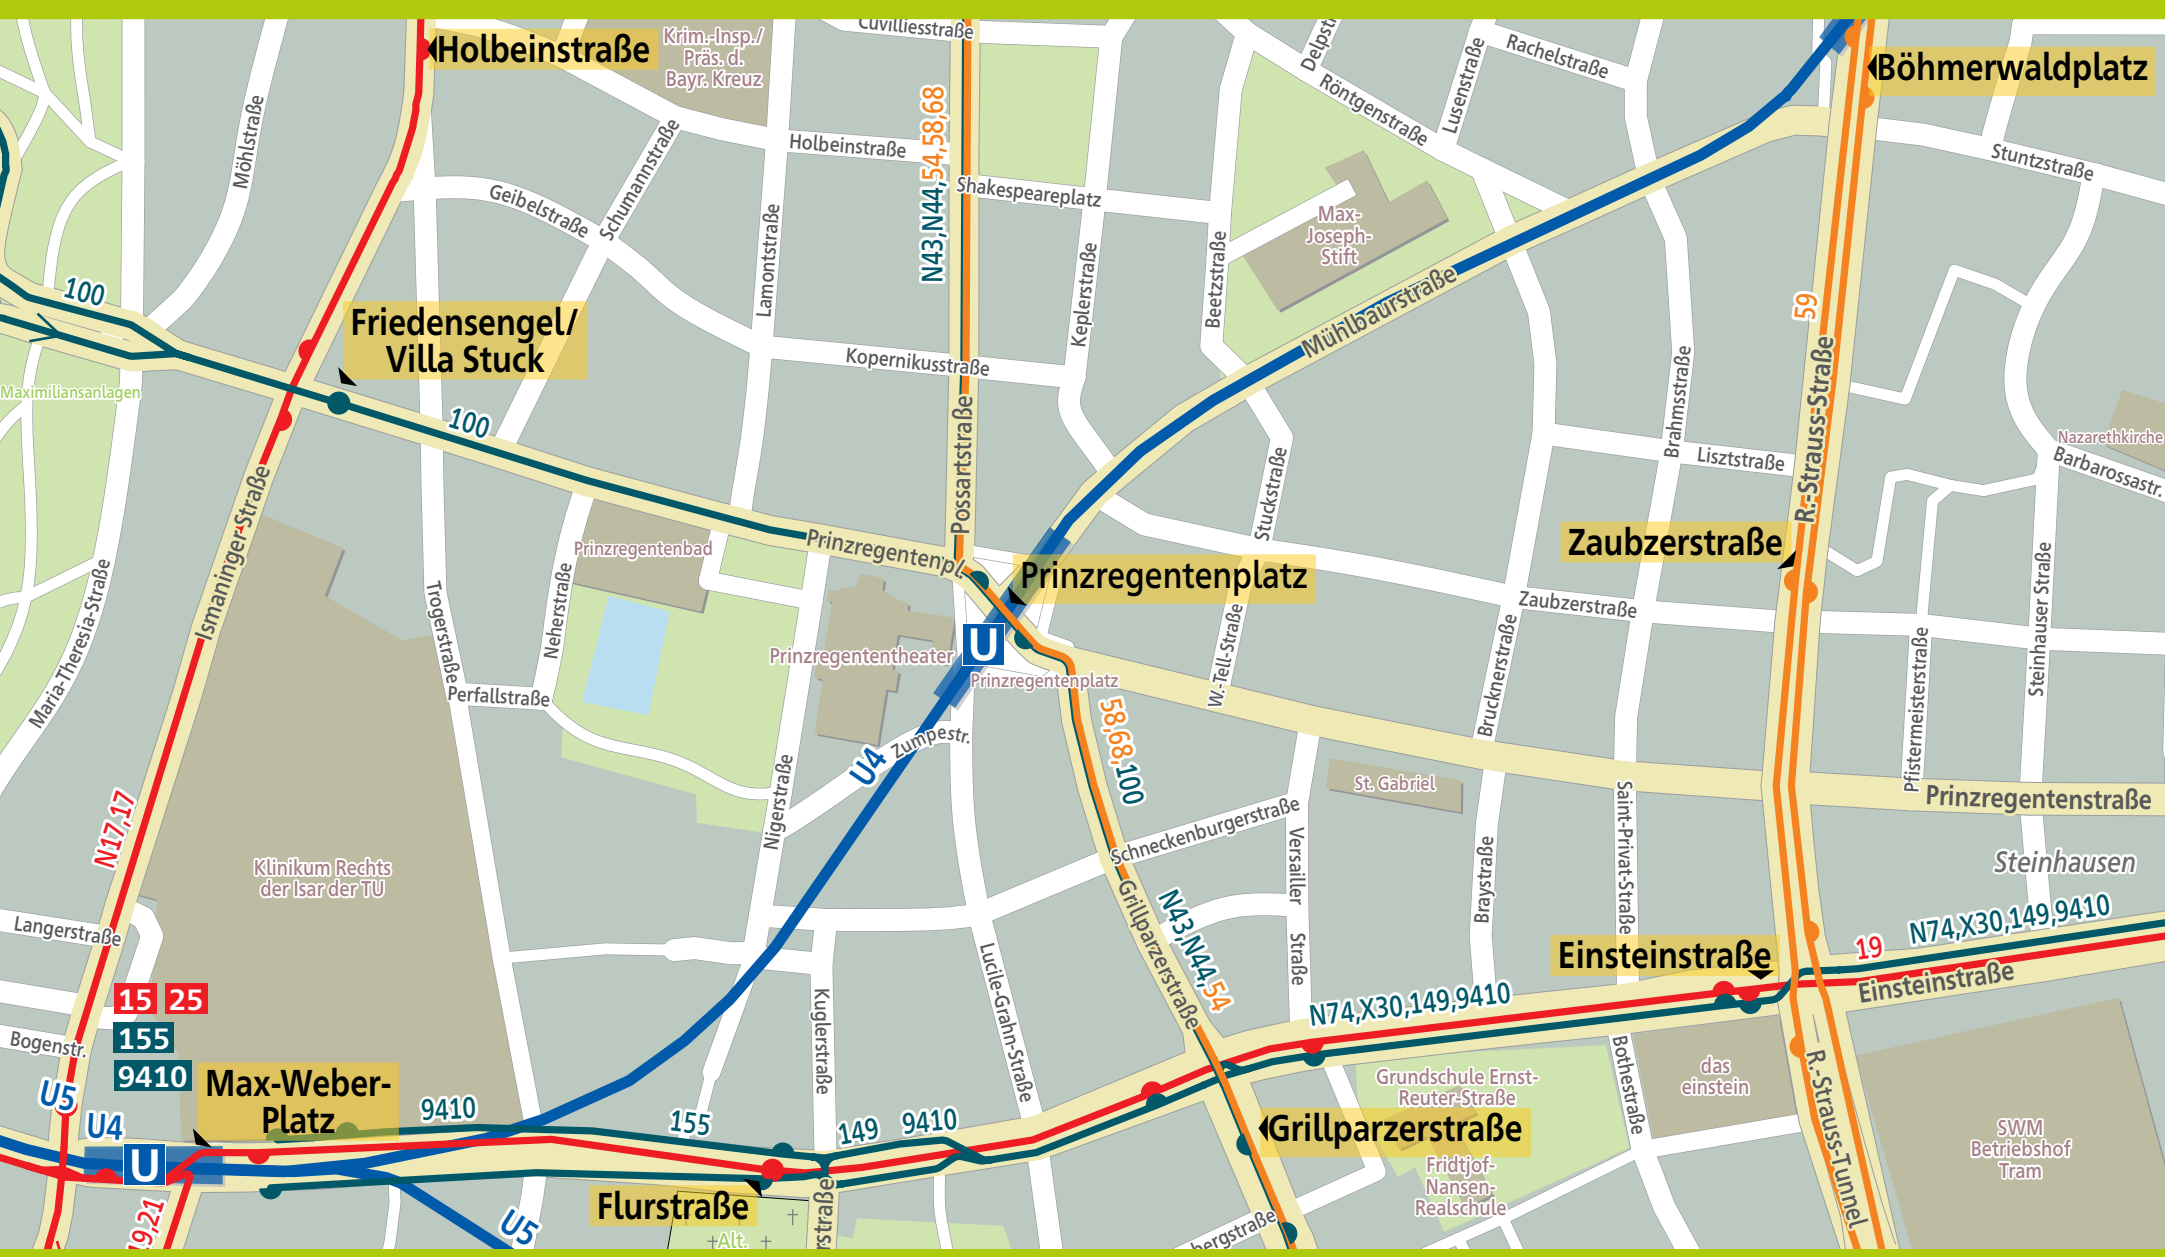 Cuvilliesstraße
Holbeinstraße
Krim.-Insp./
Präs. d.
Bayr. Kreuz
Rachelstraße
Lusenstraße
Röntgenstraße
Böhmerwaldplatz
Möhlstraße
Schumannstraße
Holbeinstraße
N43,N44,54,58,68
Stuntzstraße
Geibelstraße
Shakespeareplatz
Max-
Joseph-
Stift
Lamontstraße
Keplerstraße
Beetzstraße
Mühlbaurstraße
100
59
Friedensengel/
Villa Stuck
Kopernikusstraße
Brahmsstraße
R.-Strauss-Straße
Maximiliansanlagen
100
Possartstraße
Stuckstraße
Lisztstraße
Nazarethkirche
Barbarossastr.
Ismaninger-Straße
Prinzregentenbad
Prinzregentenpl.
Zaubzerstraße
Prinzregentenplatz
Maria-Theresia-Straße
Trogerstraße
Neherstraße
Zaubzerstraße
Steinhauser Straße
U
Prinzregententheater
Prinzregentenplatz
W.-Tell-Straße
Brucknerstraße
Pfistermeisterstraße
Perfallstraße
Zumpestr.
U4
58,68,100
St. Gabriel
Prinzregentenstraße
N17,17
Nigerstraße
Schneckenburgerstraße
Versailler
Straße
Braystraße
Saint-Privat-Straße
Steinhausen
Klinikum Rechts
der Isar der TU
Grillparzerstraße
N43,N44,54
Langerstraße
Einsteinstraße
19
N74,X30,149,9410
Einsteinstraße
15 25
155
9410
Bogenstr.
Kuglerstraße
Lucile-Grahn-Straße
N74,X30,149,9410
U5
U4
Max-Weber-
Platz
9410
155
149
9410
Grundschule Ernst-
Reuter-Straße
Bothestraße
das
einstein
R.-Strauss-Tunnel
Grillparzerstraße
SWM
Betriebshof
Tram
U
Fridtjof-
Nansen-
Realschule
Flurstraße
U5
Alt.